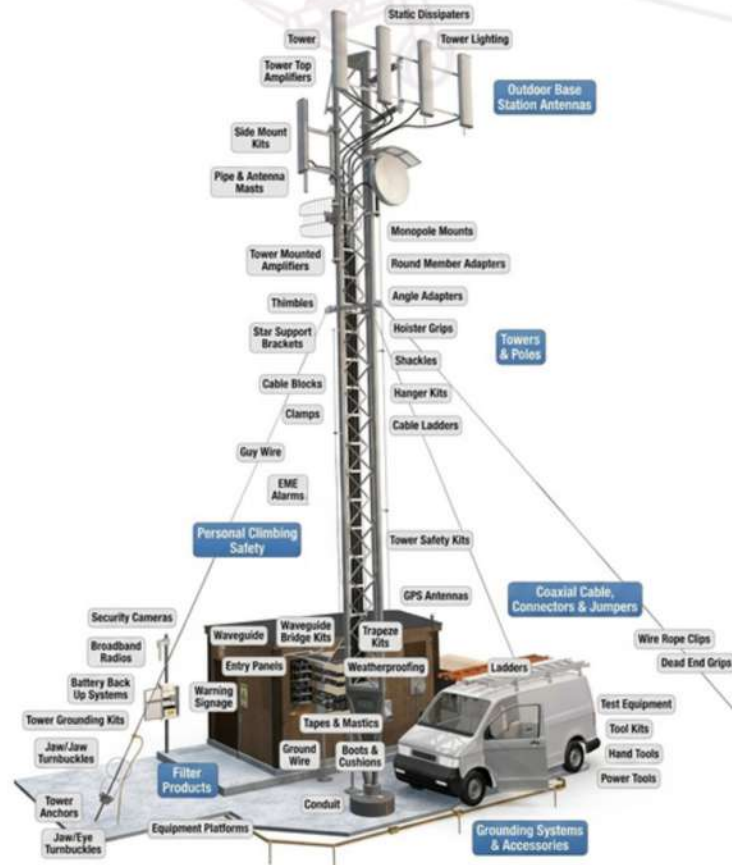 Static Dissipaters
Tower
Tower Lighting
Tower Top
Amplifiers
Outdoor Base
Station Antennas
Side Mount
Kits
Pipe & Antenna
Masts
Monopole Mounts
Tower Mounted
Amplifiers
Round Member Adapters
Thimbles
Angle Adapters
Star Support
Brackets
Hoister Grips
Towers
& Poles
Shackles
Cable Blocks
Hanger Kits
Clamps
Cable Ladders
Guy Wire
EME
Alarms
Personal Climbing
Safety
Tower Safety Kits
GPS Antennas
Coaxial Cable,
Connectors & Jumpers
Security Cameras
Waveguide
Waveguide
Bridge Kits
Trapeze
Kits
Wire Rope Clips
Broadband
Radios
Entry Panels
Weatherproofing
Ladders
Dead End Grips
Battery Back
Up Systems
Warning
Signage
Test Equipment
Tower Grounding Kits
Tapes & Mastics
Tool Kits
Jaw/Jaw
Turnbuckles
Ground
Wire
Boots &
Cushions
Hand Tools
Filter
Products
Power Tools
Tower
Anchors
Conduit
Jaw/Eye
Turnbuckles
Equipment Platforms
Grounding Systems
& Accessories